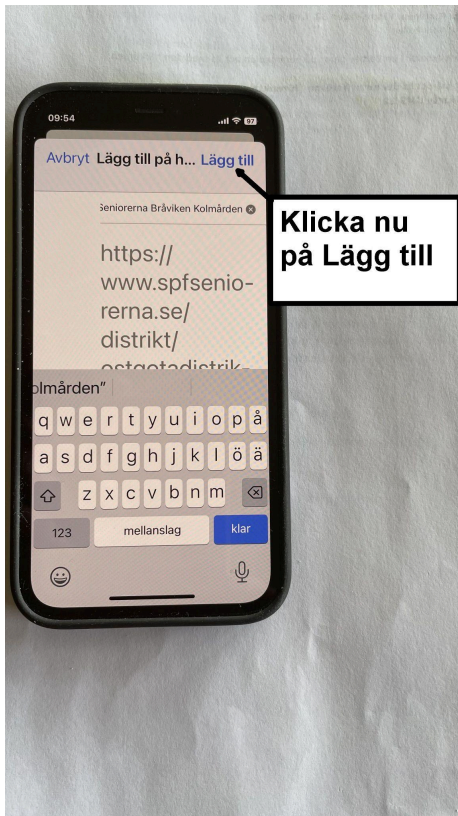 09:54
97
Avbryt Lägg till på h... Lägg till
Seniorerna Bråviken Kolmården
Klicka nu
på Lägg till
https://
www.spfsenio-
rerna.se/
distrikt/
ostgotadistrik-
olmården”
q w e r t y u i o p å
a s d f g h j k l ö ä
z x c v b n m
123 mellanslag klar